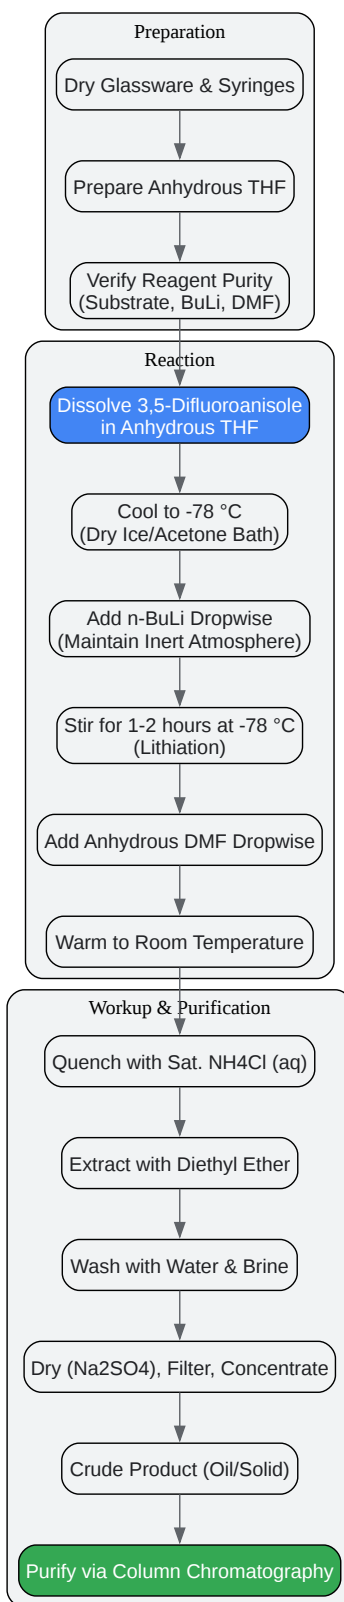 Preparation
Dry Glassware & Syringes
Prepare Anhydrous THF
Verify Reagent Purity
(Substrate, BuLi, DMF)
Reaction
Dissolve 3,5-Difluoroanisole
in Anhydrous THF
Cool to -78 °C
(Dry Ice/Acetone Bath)
Add n-BuLi Dropwise
(Maintain Inert Atmosphere)
Stir for 1-2 hours at -78 °C
(Lithiation)
Add Anhydrous DMF Dropwise
Warm to Room Temperature
Workup & Purification
Quench with Sat. NH4Cl (aq)
Extract with Diethyl Ether
Wash with Water & Brine
Dry (Na2SO4), Filter, Concentrate
Crude Product (Oil/Solid)
Purify via Column Chromatography